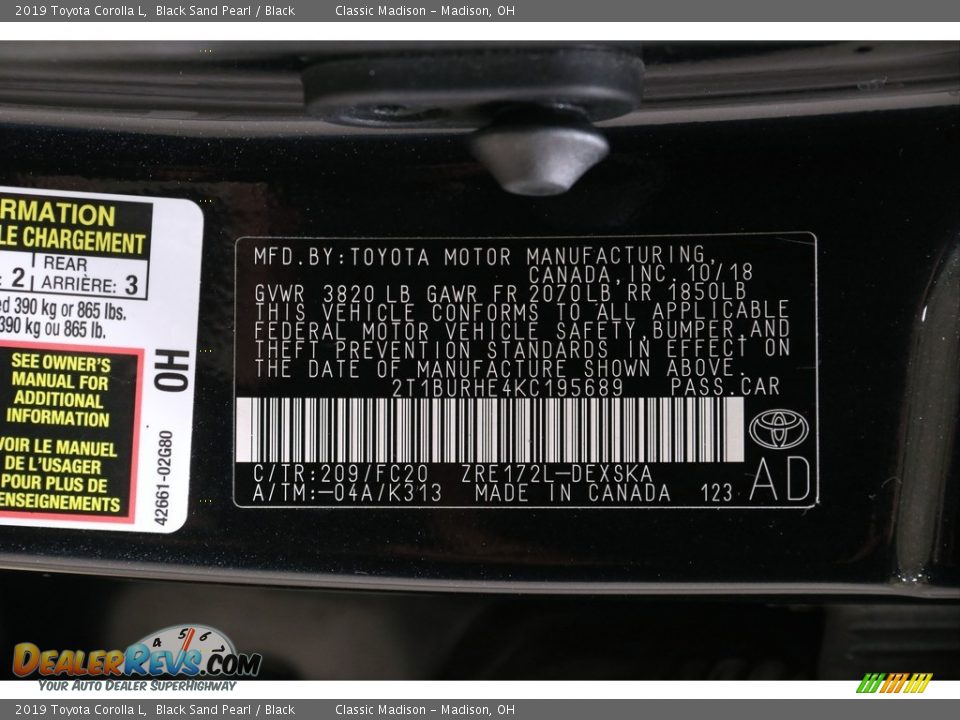 2019 Toyota Corolla L, Black Sand Pearl / Black Classic Madison - Madison, OH
RMATION
LE CHARGEMENT
REAR
2 ARRIÈRE: 3
390 kg or 865 lbs.
390 kg ou 865 lb.
SEE OWNER'S
MANUAL FOR
ADDITIONAL
INFORMATION
VOIR LE MANUEL
DE L'USAGER
POUR PLUS DE
ENSEIGNEMENTS
OH
42661-02G80
MFD.BY:TOYOTA MOTOR MANUFACTURING,
CANADA,INC.10/18
GVWR 3820 LB GAWR FR 2070LB RR 1850LB
THIS VEHICLE CONFORMS TO ALL APPLICABLE
FEDERAL MOTOR VEHICLE SAFETY,BUMPER,AND
THEFT PREVENTION STANDARDS IN EFFECT ON
THE DATE OF MANUFACTURE SHOWN ABOVE.
2T1BURHE4KC195689 PASS.CAR
C/TR:209/FC20 ZRE172L-DEXSKA
A/TM:-04A/K313 MADE IN CANADA 123 AD
4 5 6
DEALERREVS.COM
YOUR AUTO DEALER SUPERHIGHWAY
2019 Toyota Corolla L, Black Sand Pearl / Black Classic Madison - Madison, OH